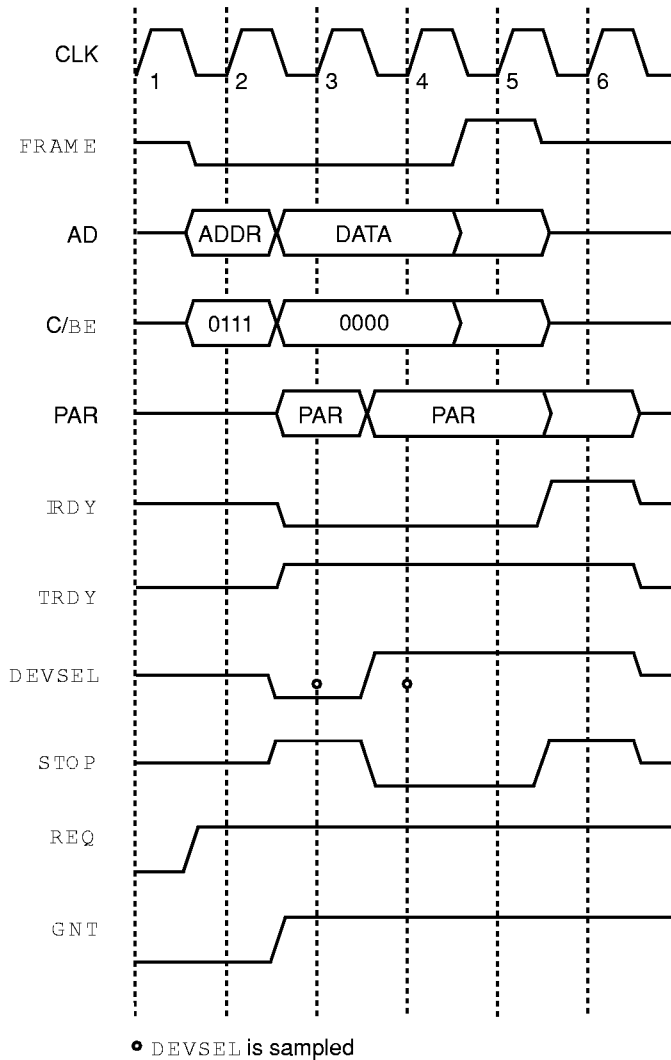 CLK
1 2 3 4 5 6
FRAME
AD ADDR DATA
C/BE 0111 0000
PAR PAR PAR
IRDY
TRDY
DEVSEL
STOP
REQ
GNT
DEVSEL is sampled